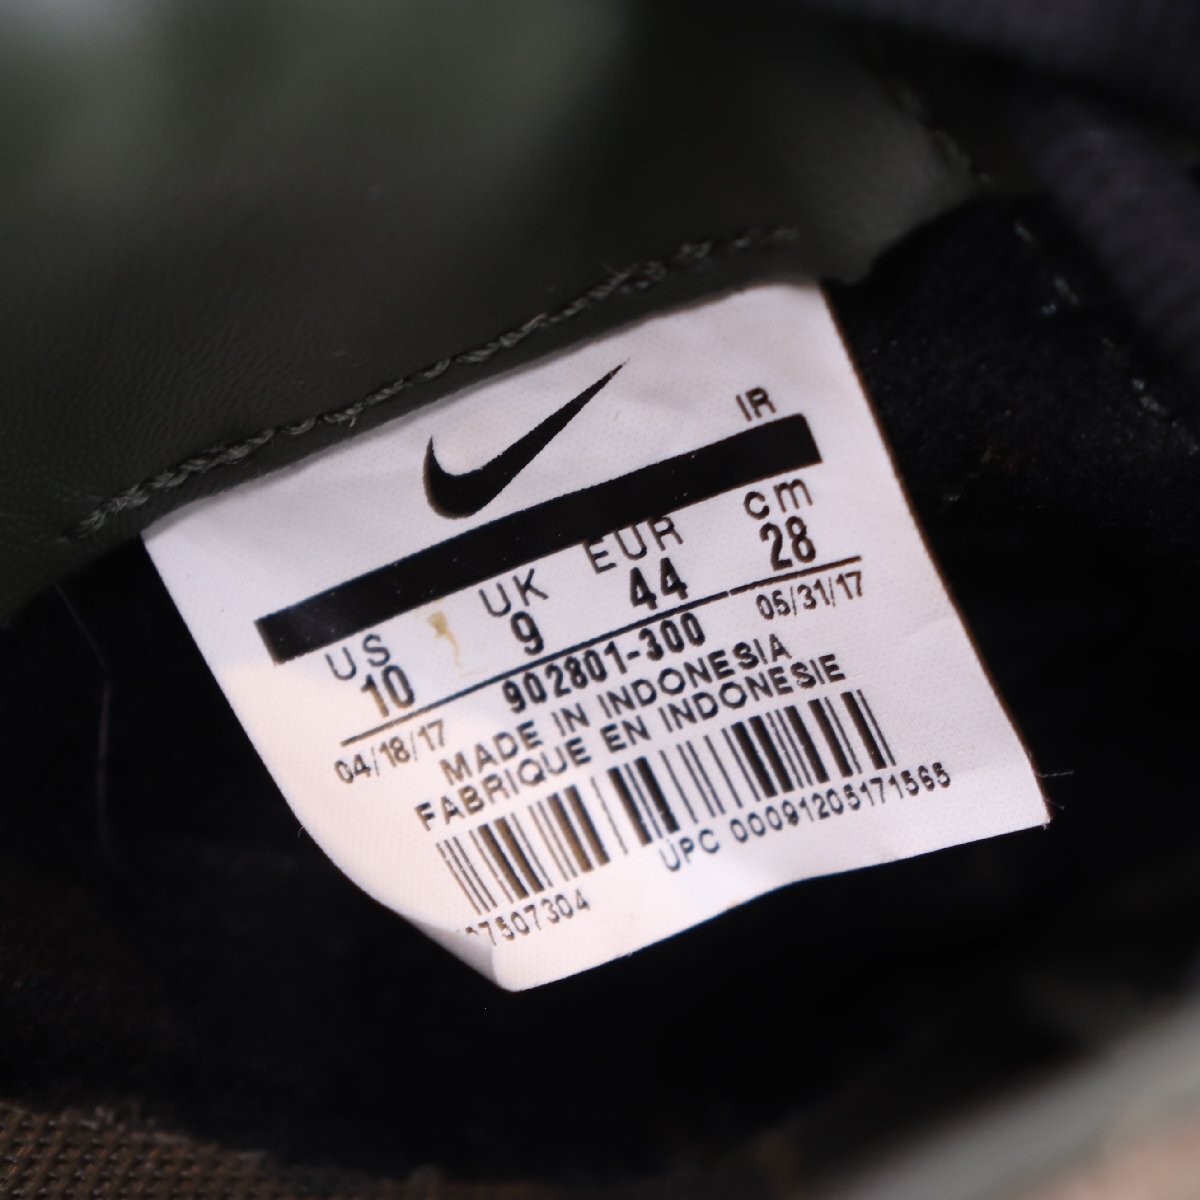 IR
US UK EUR cm
10 9 44 28
04/18/17 902801-300 05/31/17
MADE IN INDONESIA
FABRIQUE EN INDONESIE
UPC 00091205171565
7507304